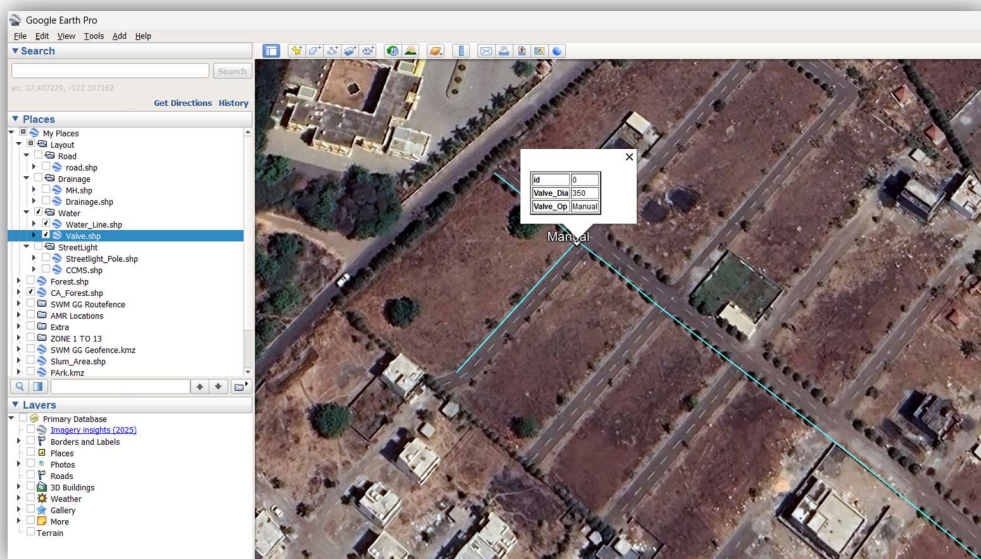 Google Earth Pro
File Edit View Tools Add Help
Search
Search
ex: 37.407229, -122.107162
Get Directions History
Places
My Places
Layout
Road
road.shp
Drainage
MH.shp
Drainage.shp
Water
Water_Line.shp
Valve.shp
StreetLight
Streetlight_Pole.shp
CCMS.shp
Forest.shp
CA_Forest.shp
SWM GG Routefence
AMR Locations
Extra
ZONE 1 TO 13
SWM GG Geofence.kmz
Slum_Area.shp
PArk.kmz
Layers
Primary Database
Imagery insights (2025)
Borders and Labels
Places
Photos
Roads
3D Buildings
Weather
Gallery
More
Terrain
id 0
Valve_Dia 350
Valve_Op Manual
Manual